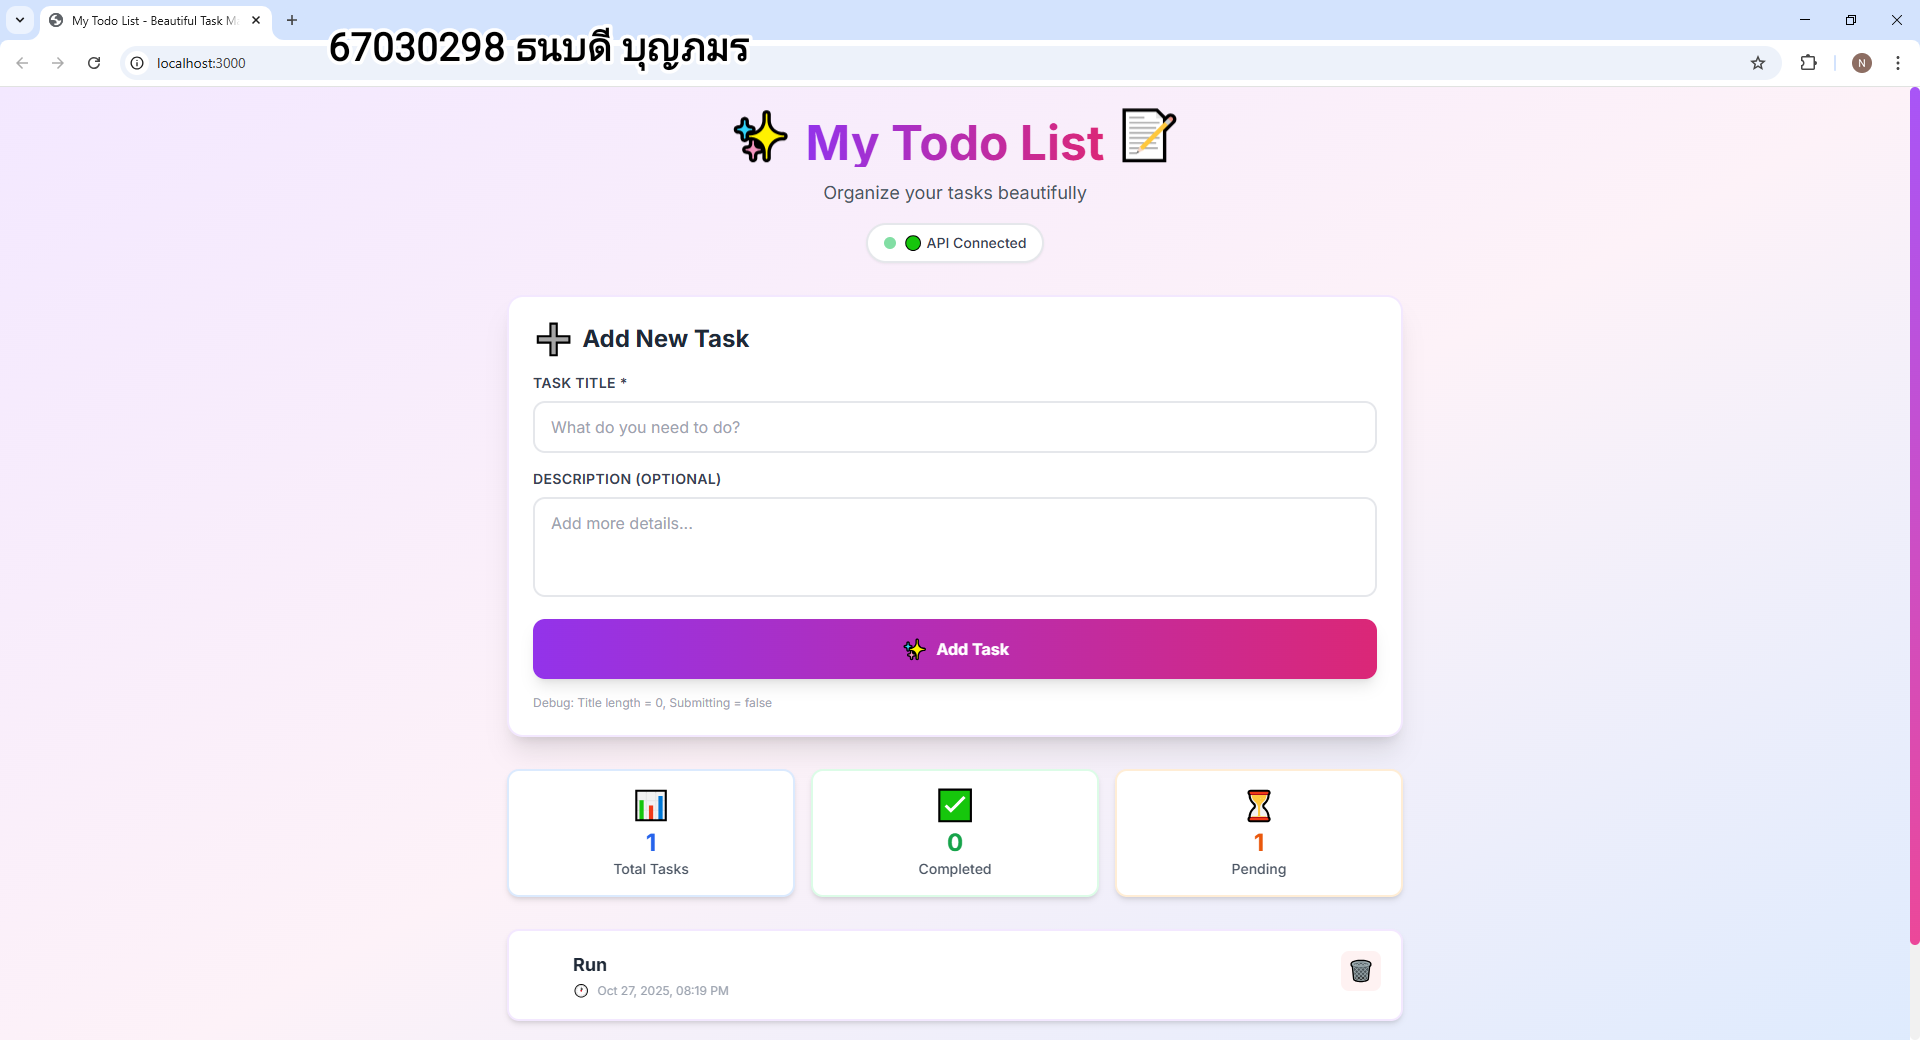 My Todo List - Beautiful Task M
67030298 ธนบดี บุญภมร
localhost:3000
N
My Todo List
Organize your tasks beautifully
API Connected
Add New Task
TASK TITLE *
What do you need to do?
DESCRIPTION (OPTIONAL)
Add more details...
Add Task
Debug: Title length = 0, Submitting = false
1
Total Tasks
0
Completed
1
Pending
Run
Oct 27, 2025, 08:19 PM